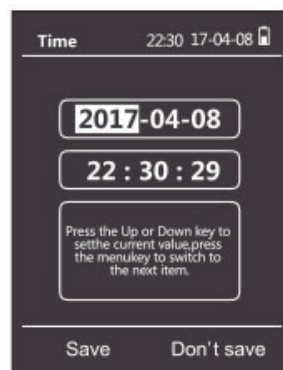 Time 22:30 17-04-08
2017-04-08
22 : 30 : 29
Press the Up or Down key to
setthe current value,press
the menukey to switch to
the next item.
Save Don't save